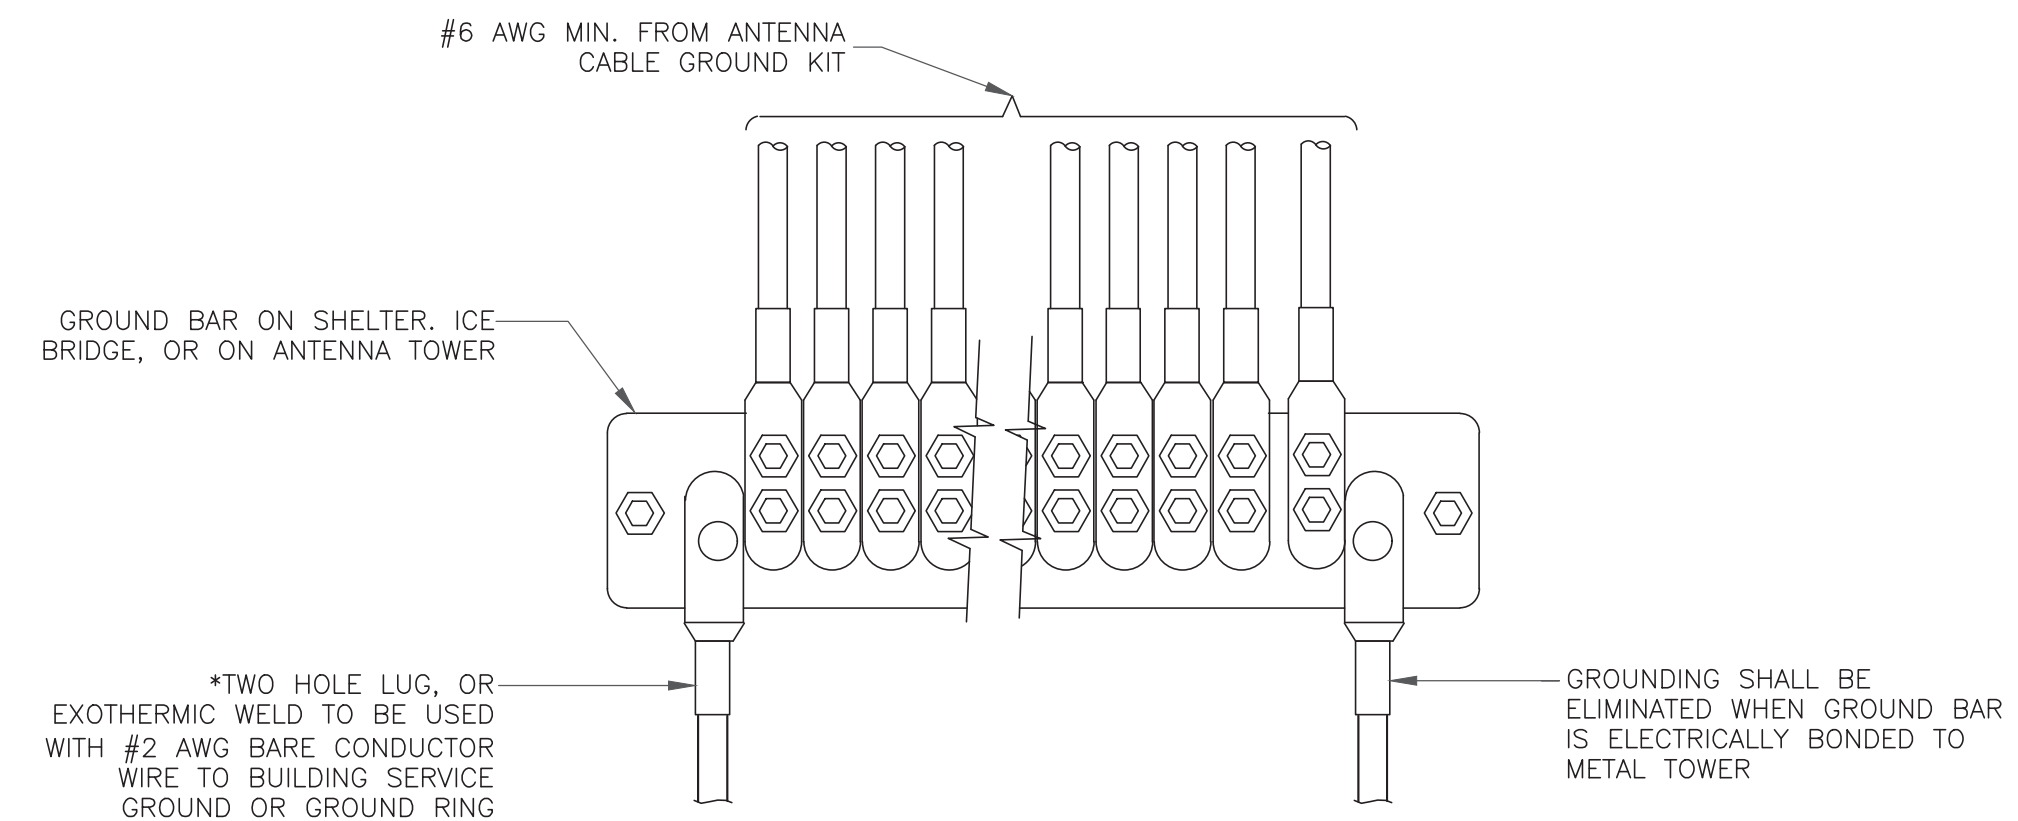 #6 AWG MIN. FROM ANTENNA
CABLE GROUND KIT
GROUND BAR ON SHELTER. ICE
BRIDGE, OR ON ANTENNA TOWER
*TWO HOLE LUG, OR
EXOTHERMIC WELD TO BE USED
WITH #2 AWG BARE CONDUCTOR
WIRE TO BUILDING SERVICE
GROUND OR GROUND RING
GROUNDING SHALL BE
ELIMINATED WHEN GROUND BAR
IS ELECTRICALLY BONDED TO
METAL TOWER